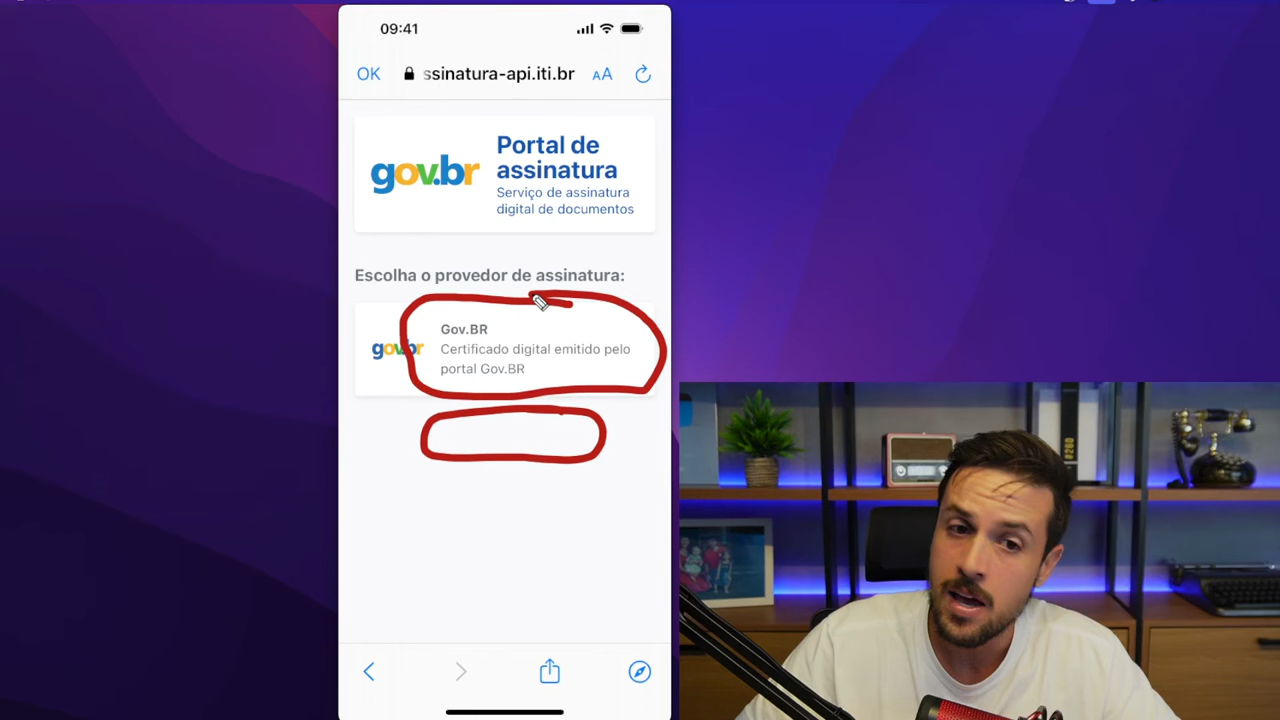 09:41
OK
ssinatura-api.iti.br
AA
gov.br
Portal de
assinatura
Serviço de assinatura
digital de documentos
Escolha o provedor de assinatura:
gov.br
Gov.BR
Certificado digital emitido pelo
portal Gov.BR
#260